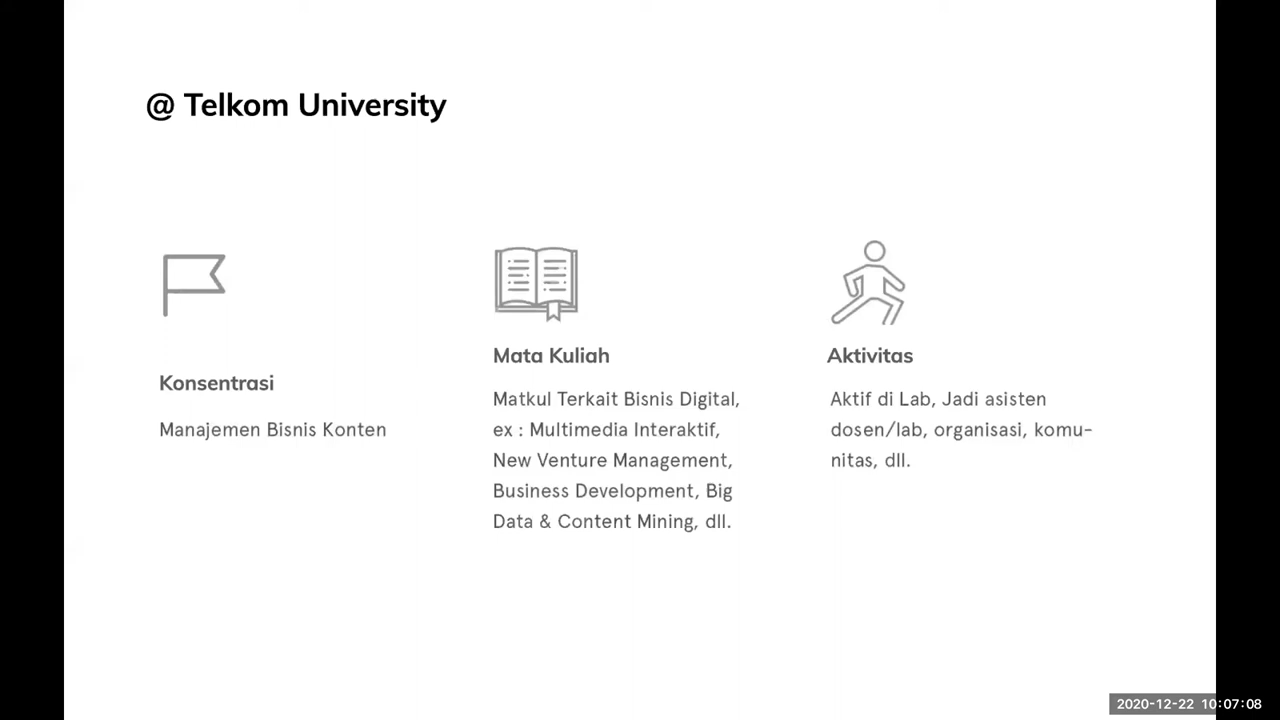 @ Telkom University
Konsentrasi
Manajemen Bisnis Konten
Mata Kuliah
Matkul Terkait Bisnis Digital,
ex : Multimedia Interaktif,
New Venture Management,
Business Development, Big
Data & Content Mining, dll.
Aktivitas
Aktif di Lab, Jadi asisten
dosen/lab, organisasi, komu-
nitas, dll.
2020-12-22 10:07:08